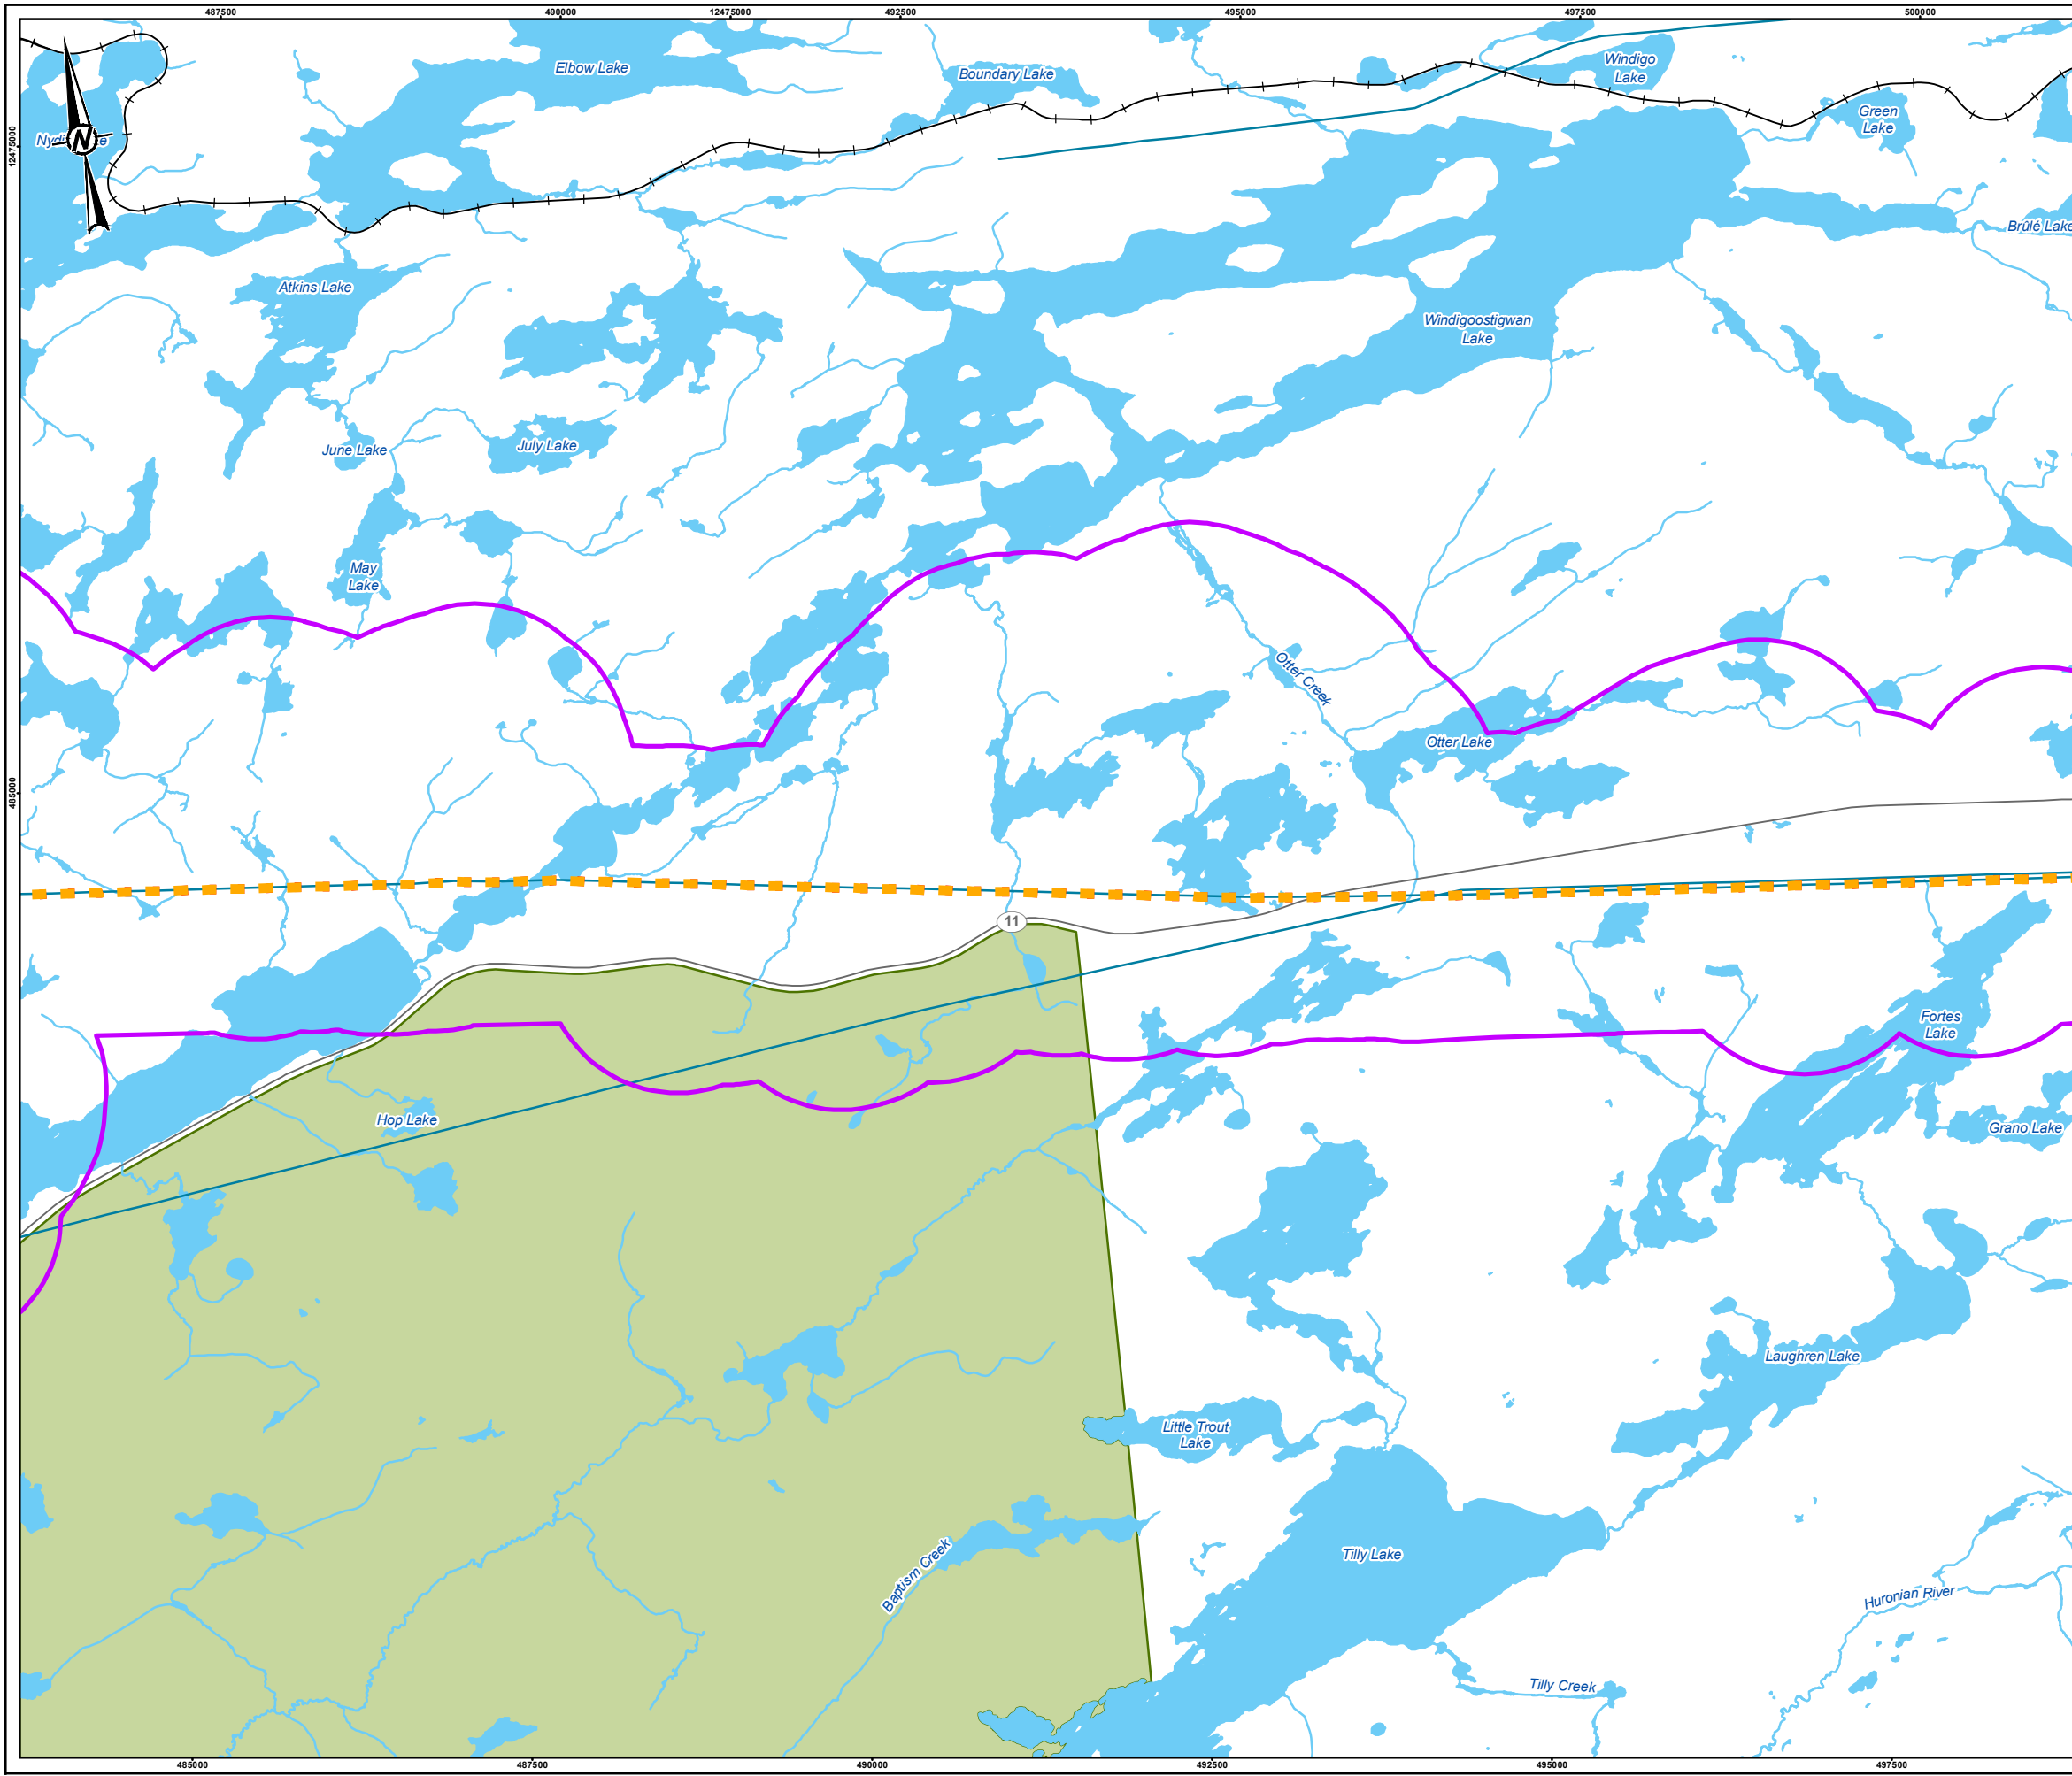 487500
490000
12475000
492500
495000
497500
500000
Elbow Lake
Boundary Lake
Windigo
Lake
Green
Lake
12475000
N
Brûlé Lake
Atkins Lake
Windigoostigwan
Lake
June Lake
July Lake
May
Lake
Otter Creek
Otter Lake
485000
11
Fortes
Lake
Hop Lake
Grano Lake
Laughren Lake
Little Trout
Lake
Tilly Lake
Baptism Creek
Huronian River
Tilly Creek
485000
487500
490000
492500
495000
497500